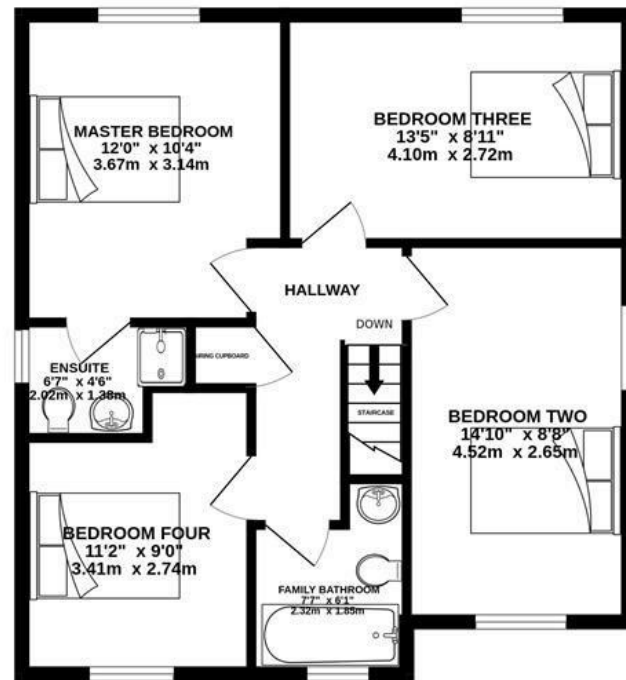 MASTER BEDROOM
12'0" x 10'4"
3.67m x 3.14m
BEDROOM THREE
13'5" x 8'11"
4.10m x 2.72m
HALLWAY
DOWN
AIRING CUPBOARD
STAIRCASE
ENSUITE
6'7" x 4'6"
2.02m x 1.38m
BEDROOM TWO
14'10" x 8'8"
4.52m x 2.65m
BEDROOM FOUR
11'2" x 9'0"
3.41m x 2.74m
FAMILY BATHROOM
7'7" x 6'1"
2.32m x 1.85m